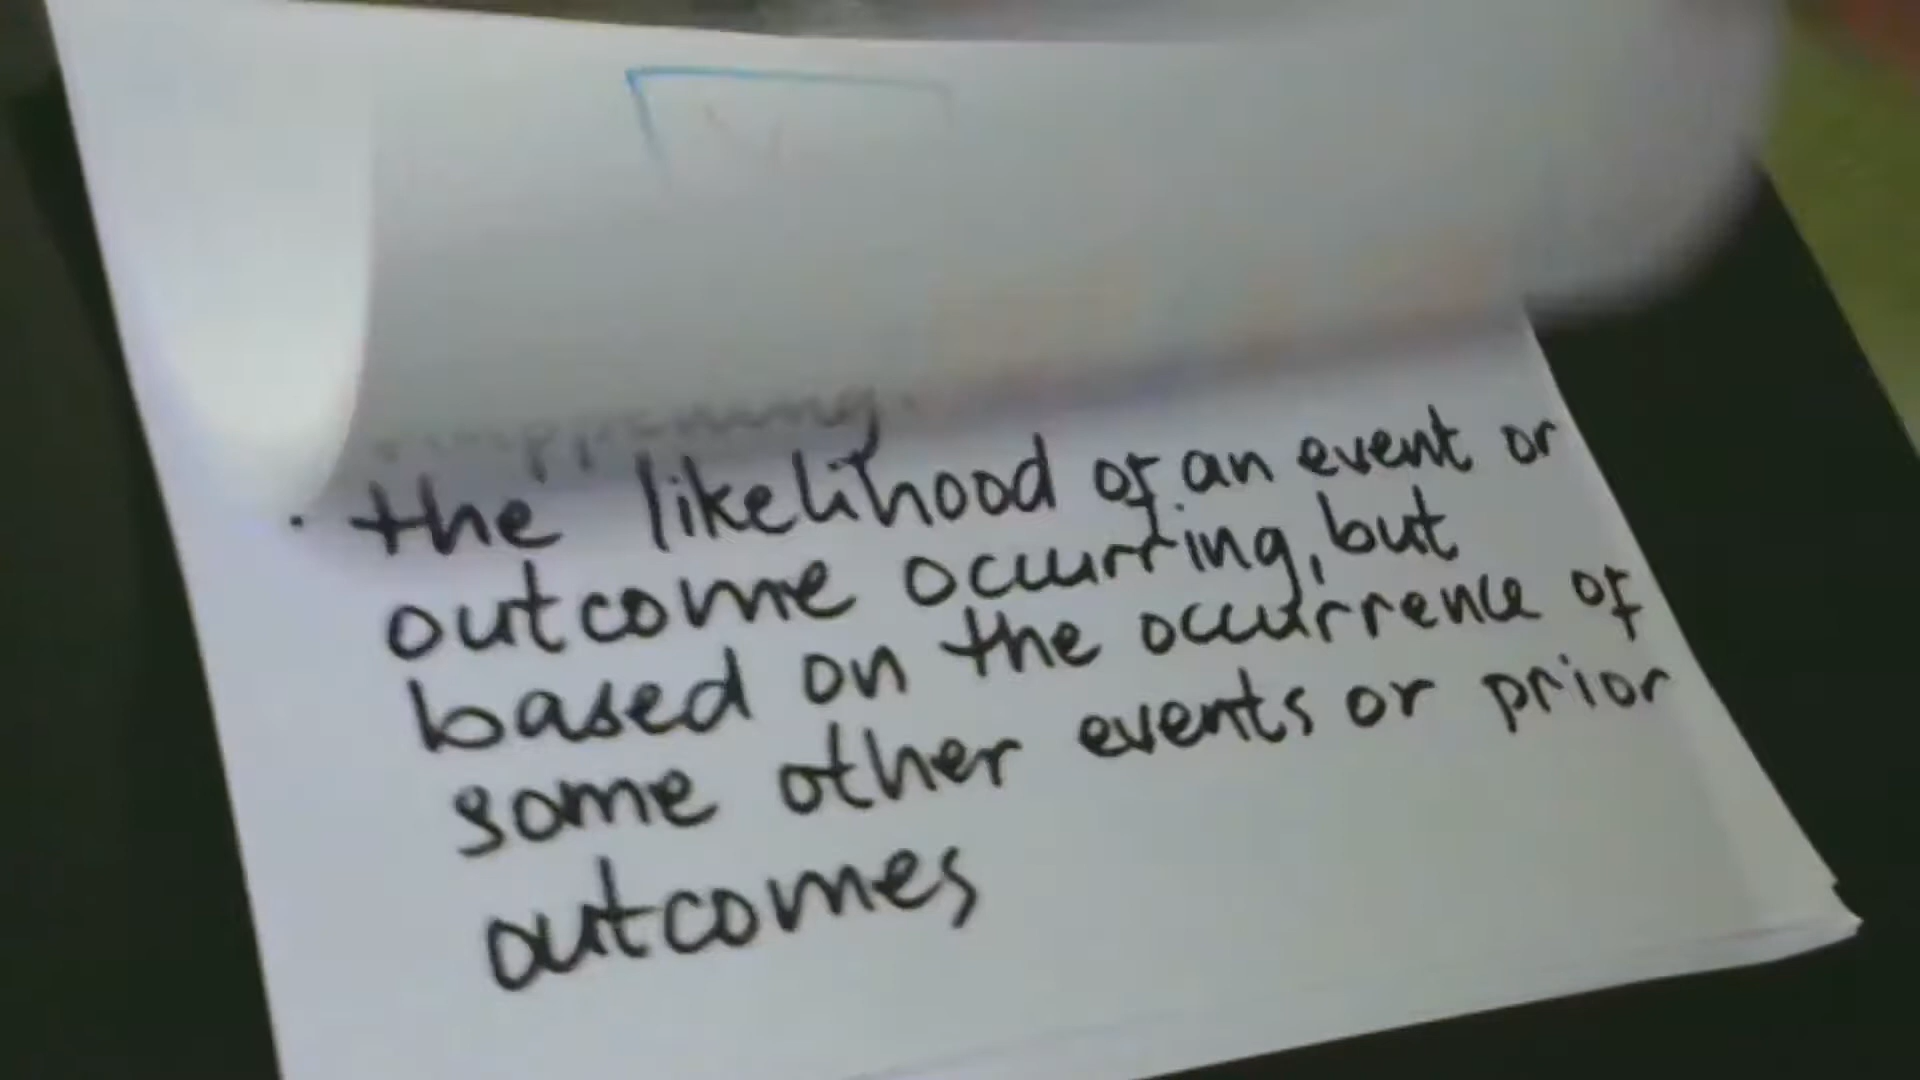 happening.
· the likelihood of an event or
outcome occurring, but
based on the occurrence of
some other events or prior
outcomes